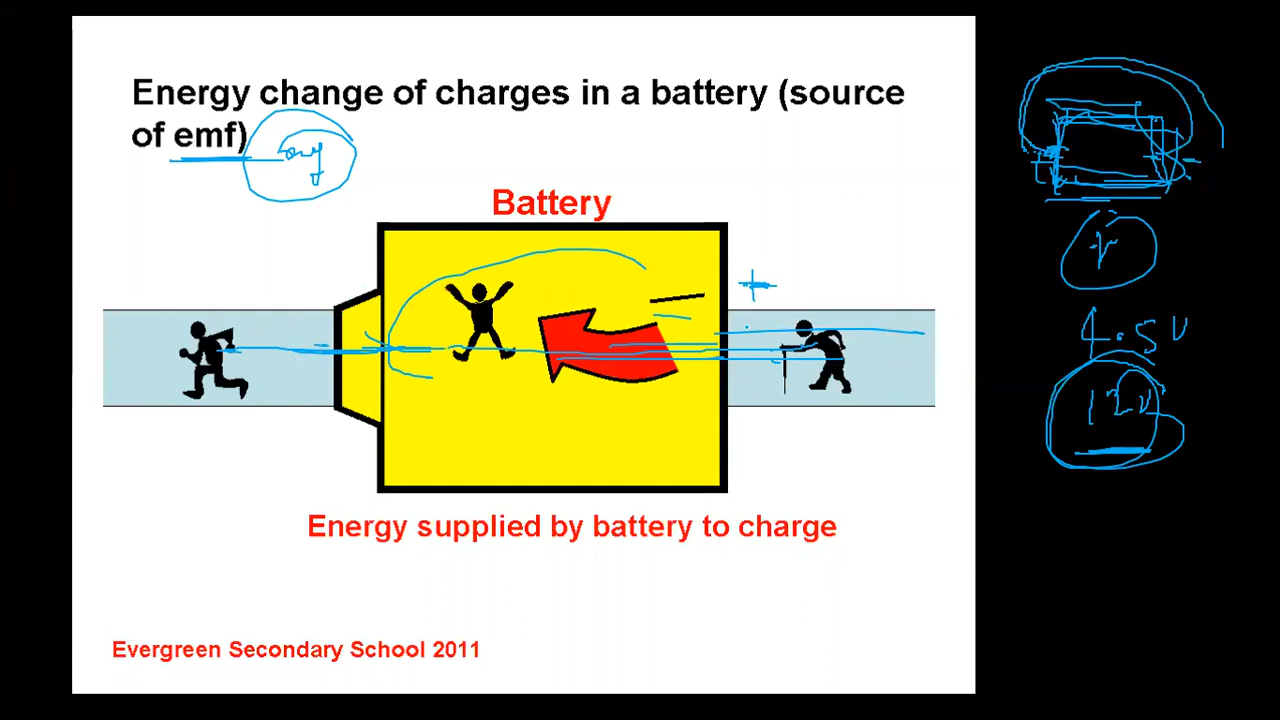 Energy change of charges in a battery (source
of emf)
Battery
+
4.5V
12V
Energy supplied by battery to charge
Evergreen Secondary School 2011